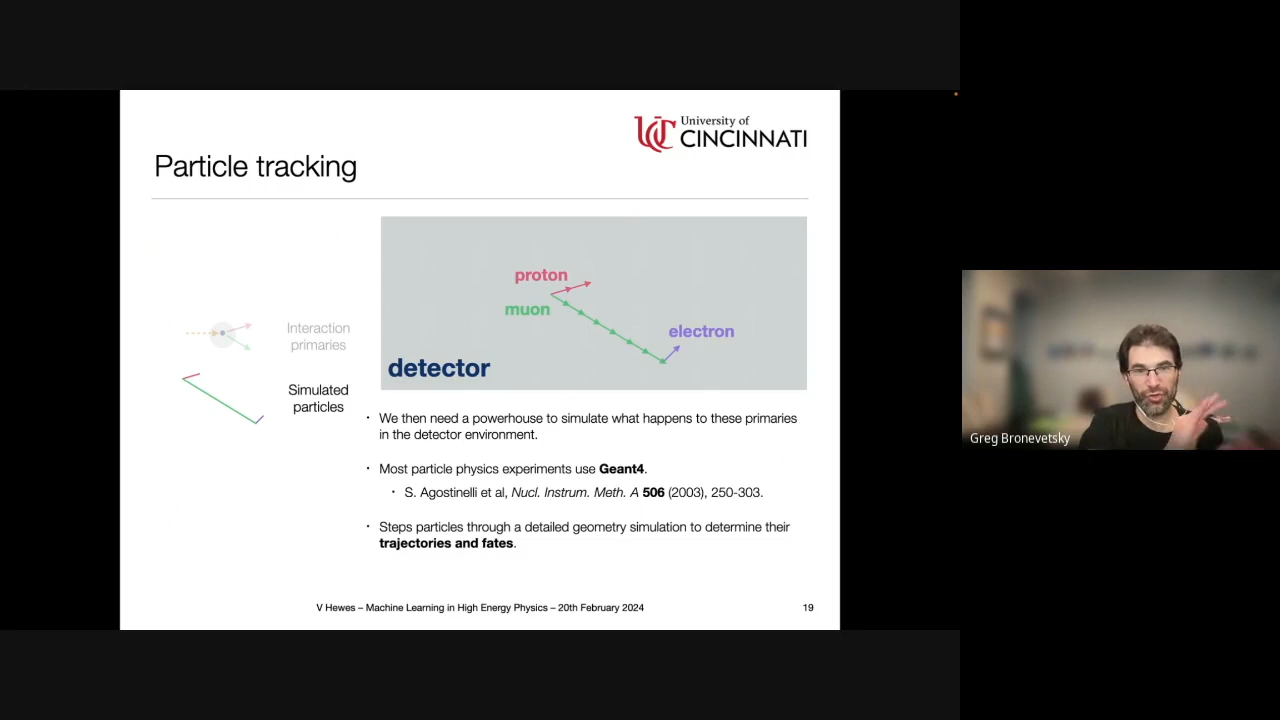 University of
CINCINNATI
Particle tracking
proton
muon
electron
detector
Interaction
primaries
Simulated
particles
· We then need a powerhouse to simulate what happens to these primaries
in the detector environment.
· Most particle physics experiments use Geant4.
· S. Agostinelli et al, Nucl. Instrum. Meth. A 506 (2003), 250-303.
· Steps particles through a detailed geometry simulation to determine their
trajectories and fates.
V Hewes – Machine Learning in High Energy Physics – 20th February 2024
19
Greg Bronevetsky